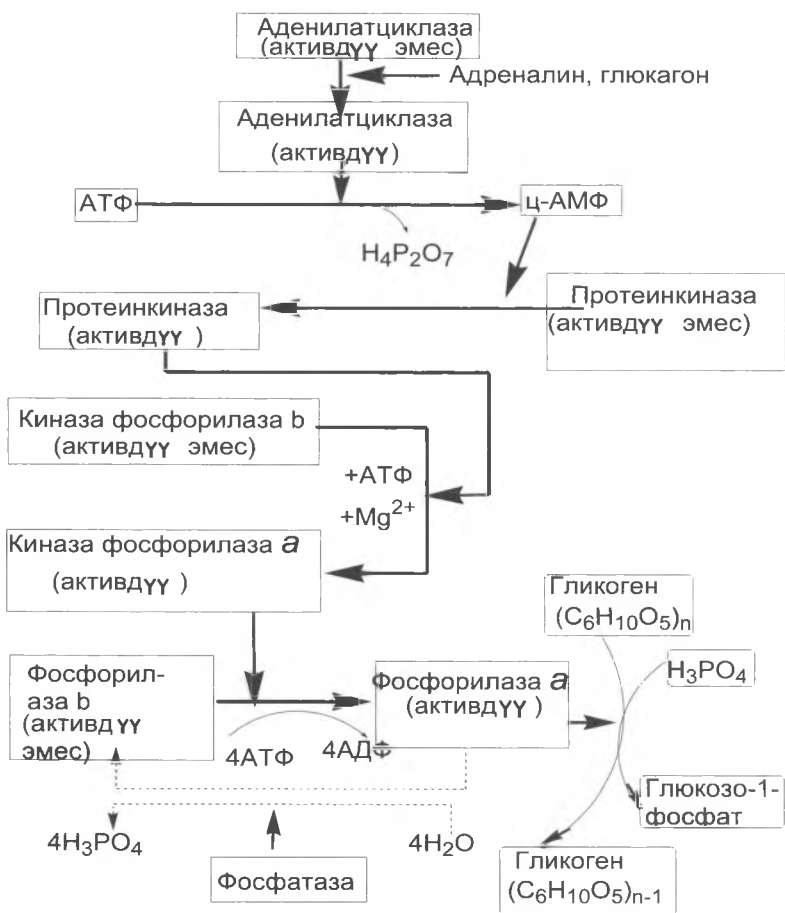 Аденилатциклаза
(активдүү эмес)
Адреналин, глюкагон
Аденилатциклаза
(активдүү)
АТФ
ц-АМФ
H₄P₂O₇
Протеинкиназа
(активдүү )
Протеинкиназа
(активдүү эмес)
Киназа фосфорилаза b
(активдүү эмес)
+АТФ
+Mg²⁺
Киназа фосфорилаза a
(активдүү )
Гликоген
(C₆H₁₀O₅)n
H₃PO₄
Фосфорил-
аза b
(активдүү
эмес)
Фосфорилаза a
(активдүү )
4АТФ
4АДФ
Глюкозо-1-
фосфат
4H₃PO₄
4H₂O
Фосфатаза
Гликоген
(C₆H₁₀O₅)n-1